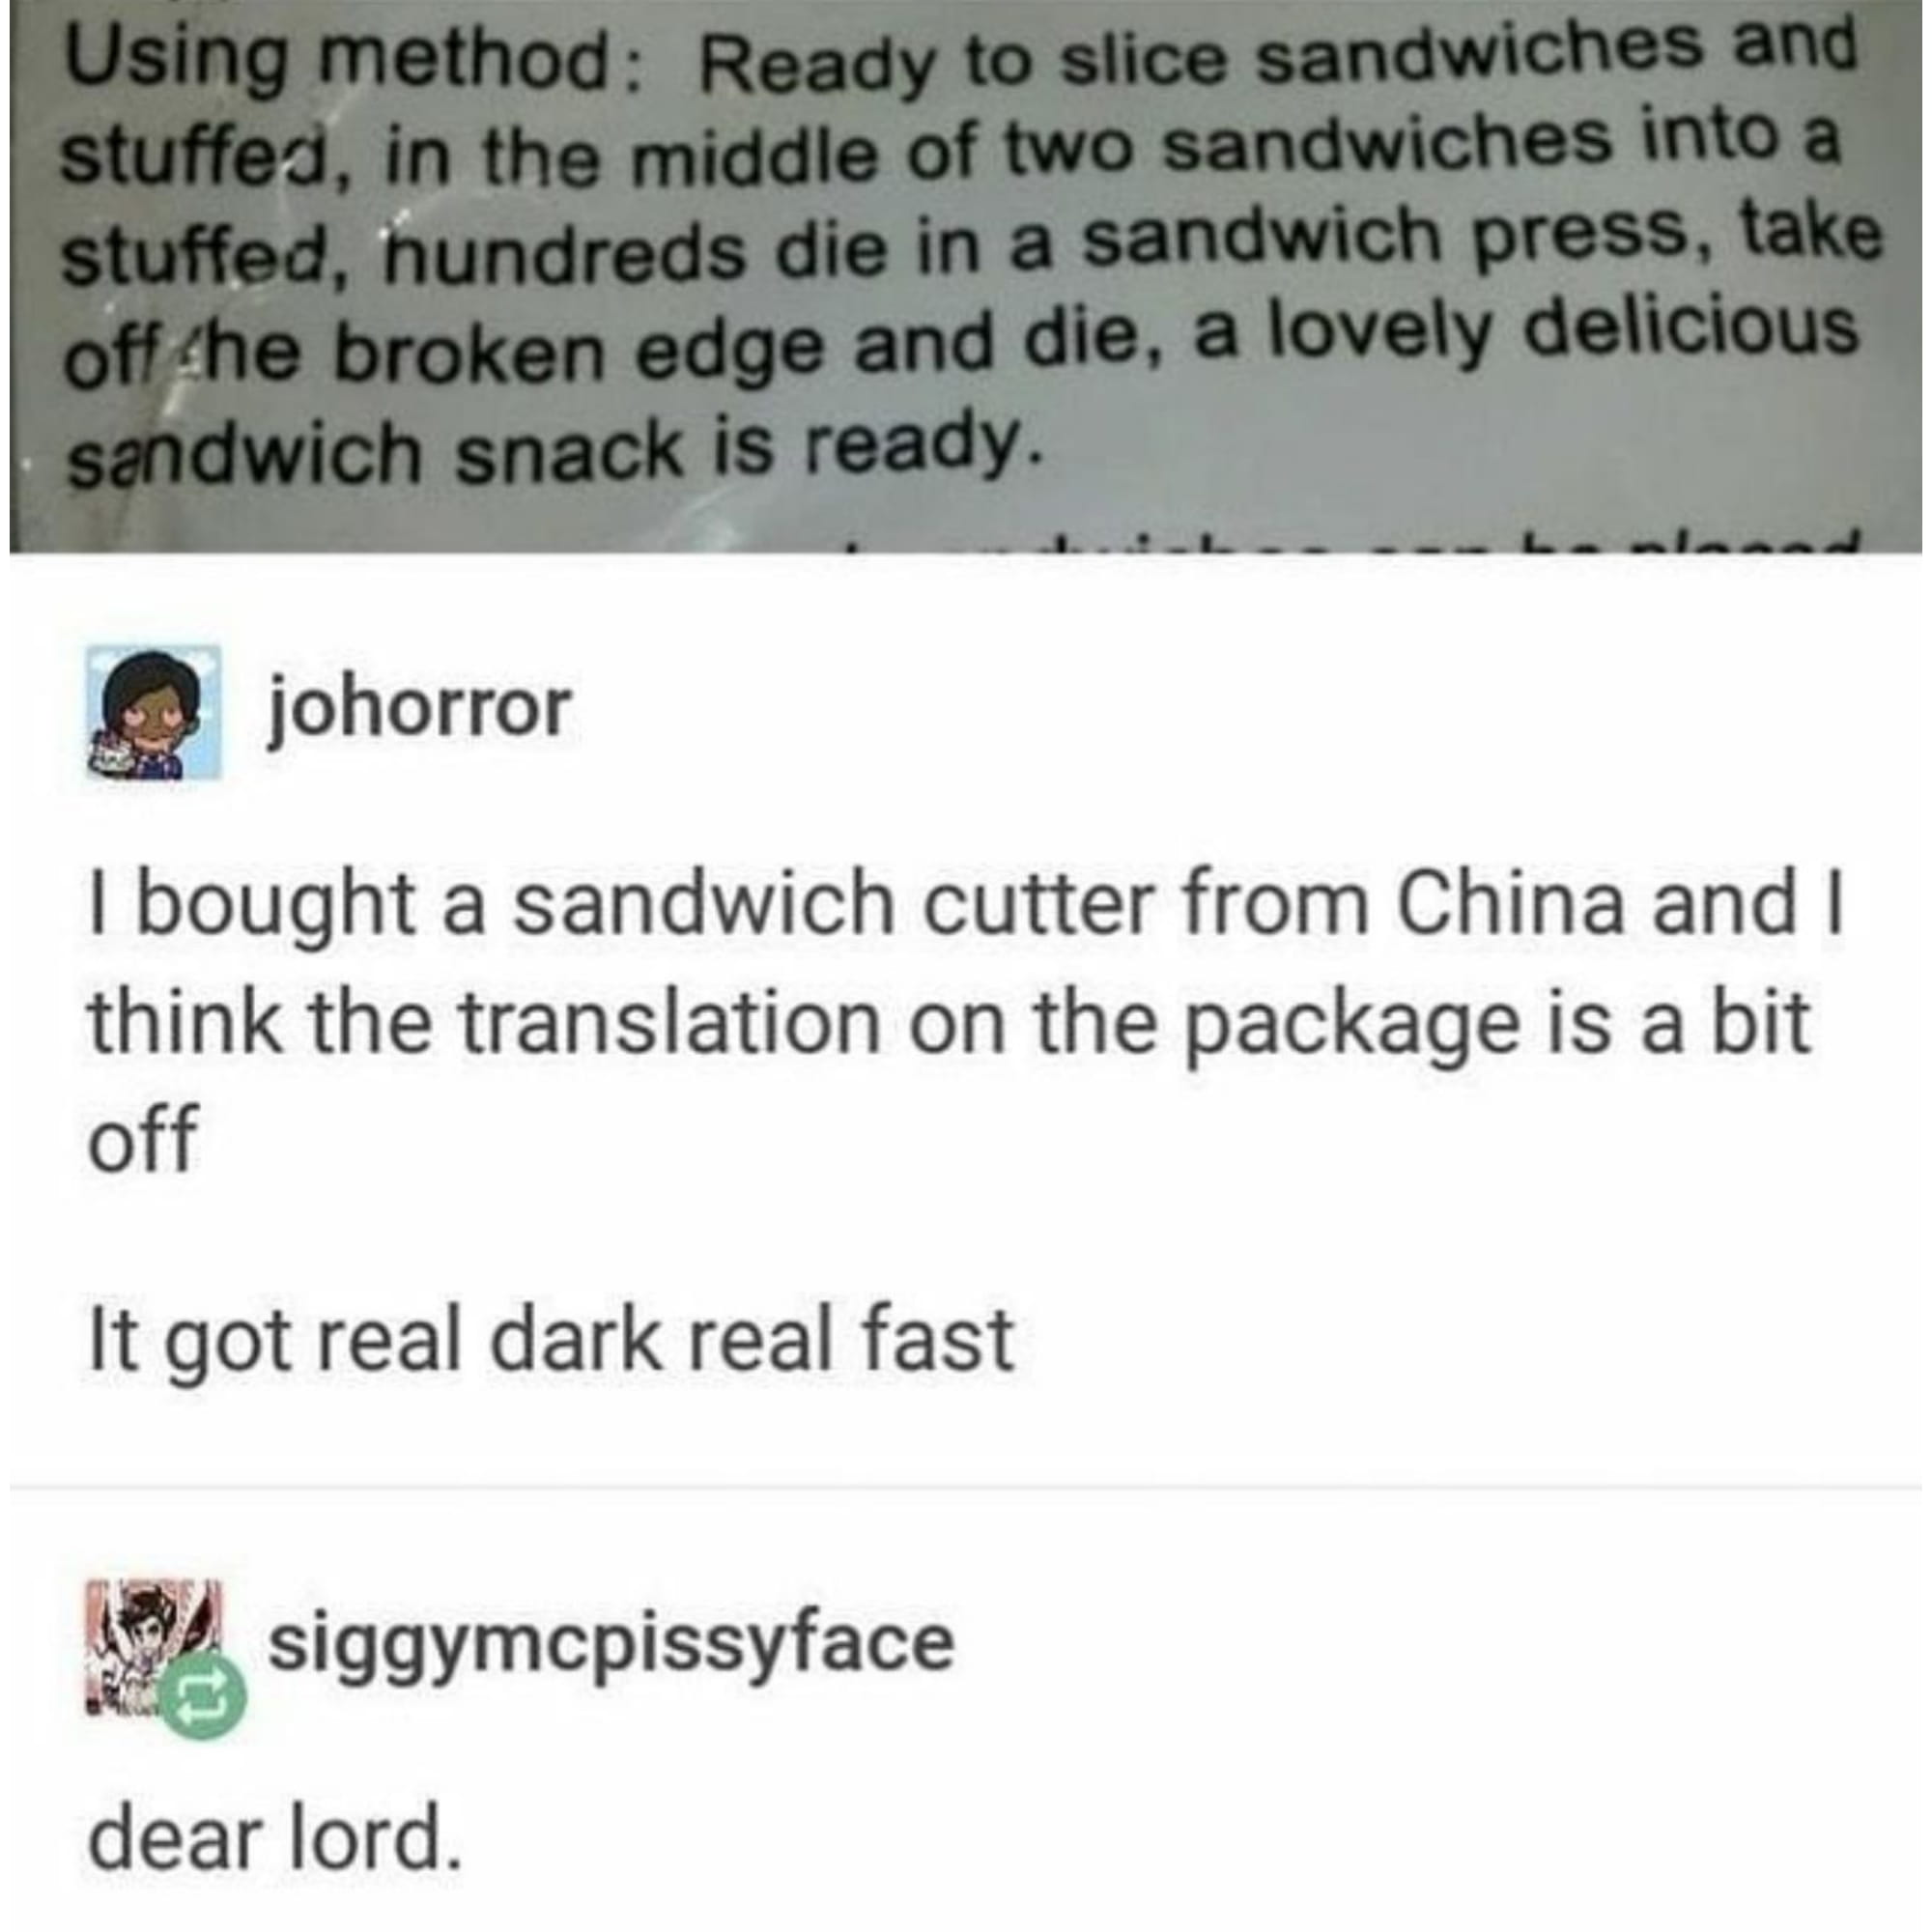 Using method: Ready to slice sandwiches and
stuffed, in the middle of two sandwiches into a
stuffed, hundreds die in a sandwich press, take
off the broken edge and die, a lovely delicious
sandwich snack is ready.
johorror
I bought a sandwich cutter from China and I
think the translation on the package is a bit
off
It got real dark real fast
siggymcpissyface
dear lord.